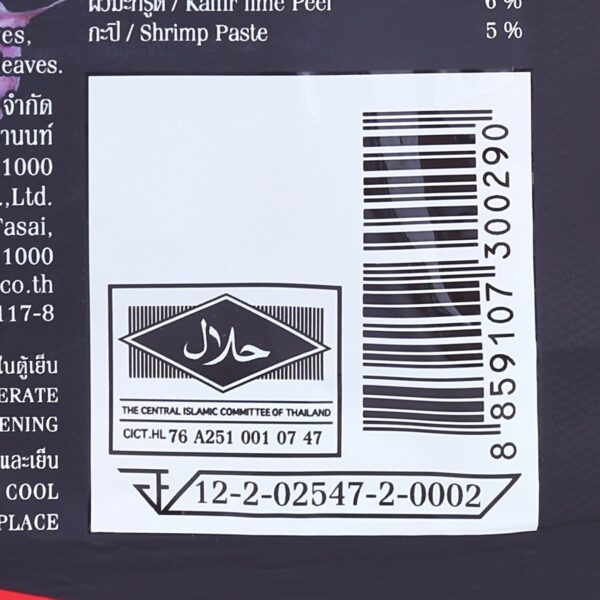 ผิวมะกรูด / Kaffir lime Peel 6 %
กะปิ / Shrimp Paste 5 %
es,
eaves.
จำกัด
านนท์
1000
.,Ltd.
asai,
1000
co.th
117-8
ใบตู้เย็น
ERATE
ENING
และเย็น
COOL
PLACE
حلال
THE CENTRAL ISLAMIC COMMITTEE OF THAILAND
CICT.HL 76 A251 001 07 47
12-2-02547-2-0002
8 859107 300290